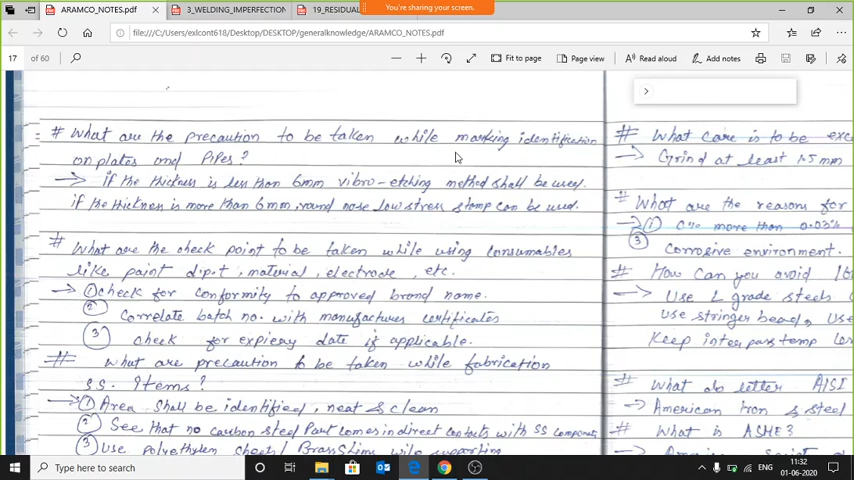 ARAMCO_NOTES.pdf
3_WELDING_IMPERFECTION
19_RESIDUAL
You're sharing your screen.
file:///C:/Users/exlcont618/Desktop/DESKTOP/generalknowledge/ARAMCO_NOTES.pdf
17 of 60
Fit to page
Page view
Read aloud
Add notes
# What are the precaution to be taken while marking identification
on plates and Pipes?
→ if the thickness is less than 6mm vibro-etching method shall be used.
if the thickness is more than 6mm, round nose low stress stamp can be used.
# What are the check point to be taken while using consumables
like paint dipot, material, electrode, etc.
→ ① check for conformity to approved brand name.
② Correlate batch no. with manufactures certificates
③ check for expiery date if applicable.
# What are precaution to be taken while fabrication
S.S. Items?
→ ① Area shall be identified, neat & clean
② See that no carbon steel Part comes in direct contacts with SS components
③ Use polyethylen sheets / Brass shims wile supporting
# What care is to be exc
→ Grind at least 1.5 mm
# What are the reasons for
→ ① C% more than 0.03%
③ Corrosive environment.
# How can you avoid
→ Use L grade steels
use stringer bead, Use
Keep interpass temp
# What do letter AISI
→ American Iron & steel
# What is ASME?
Type here to search
ENG
11:32
01-06-2020